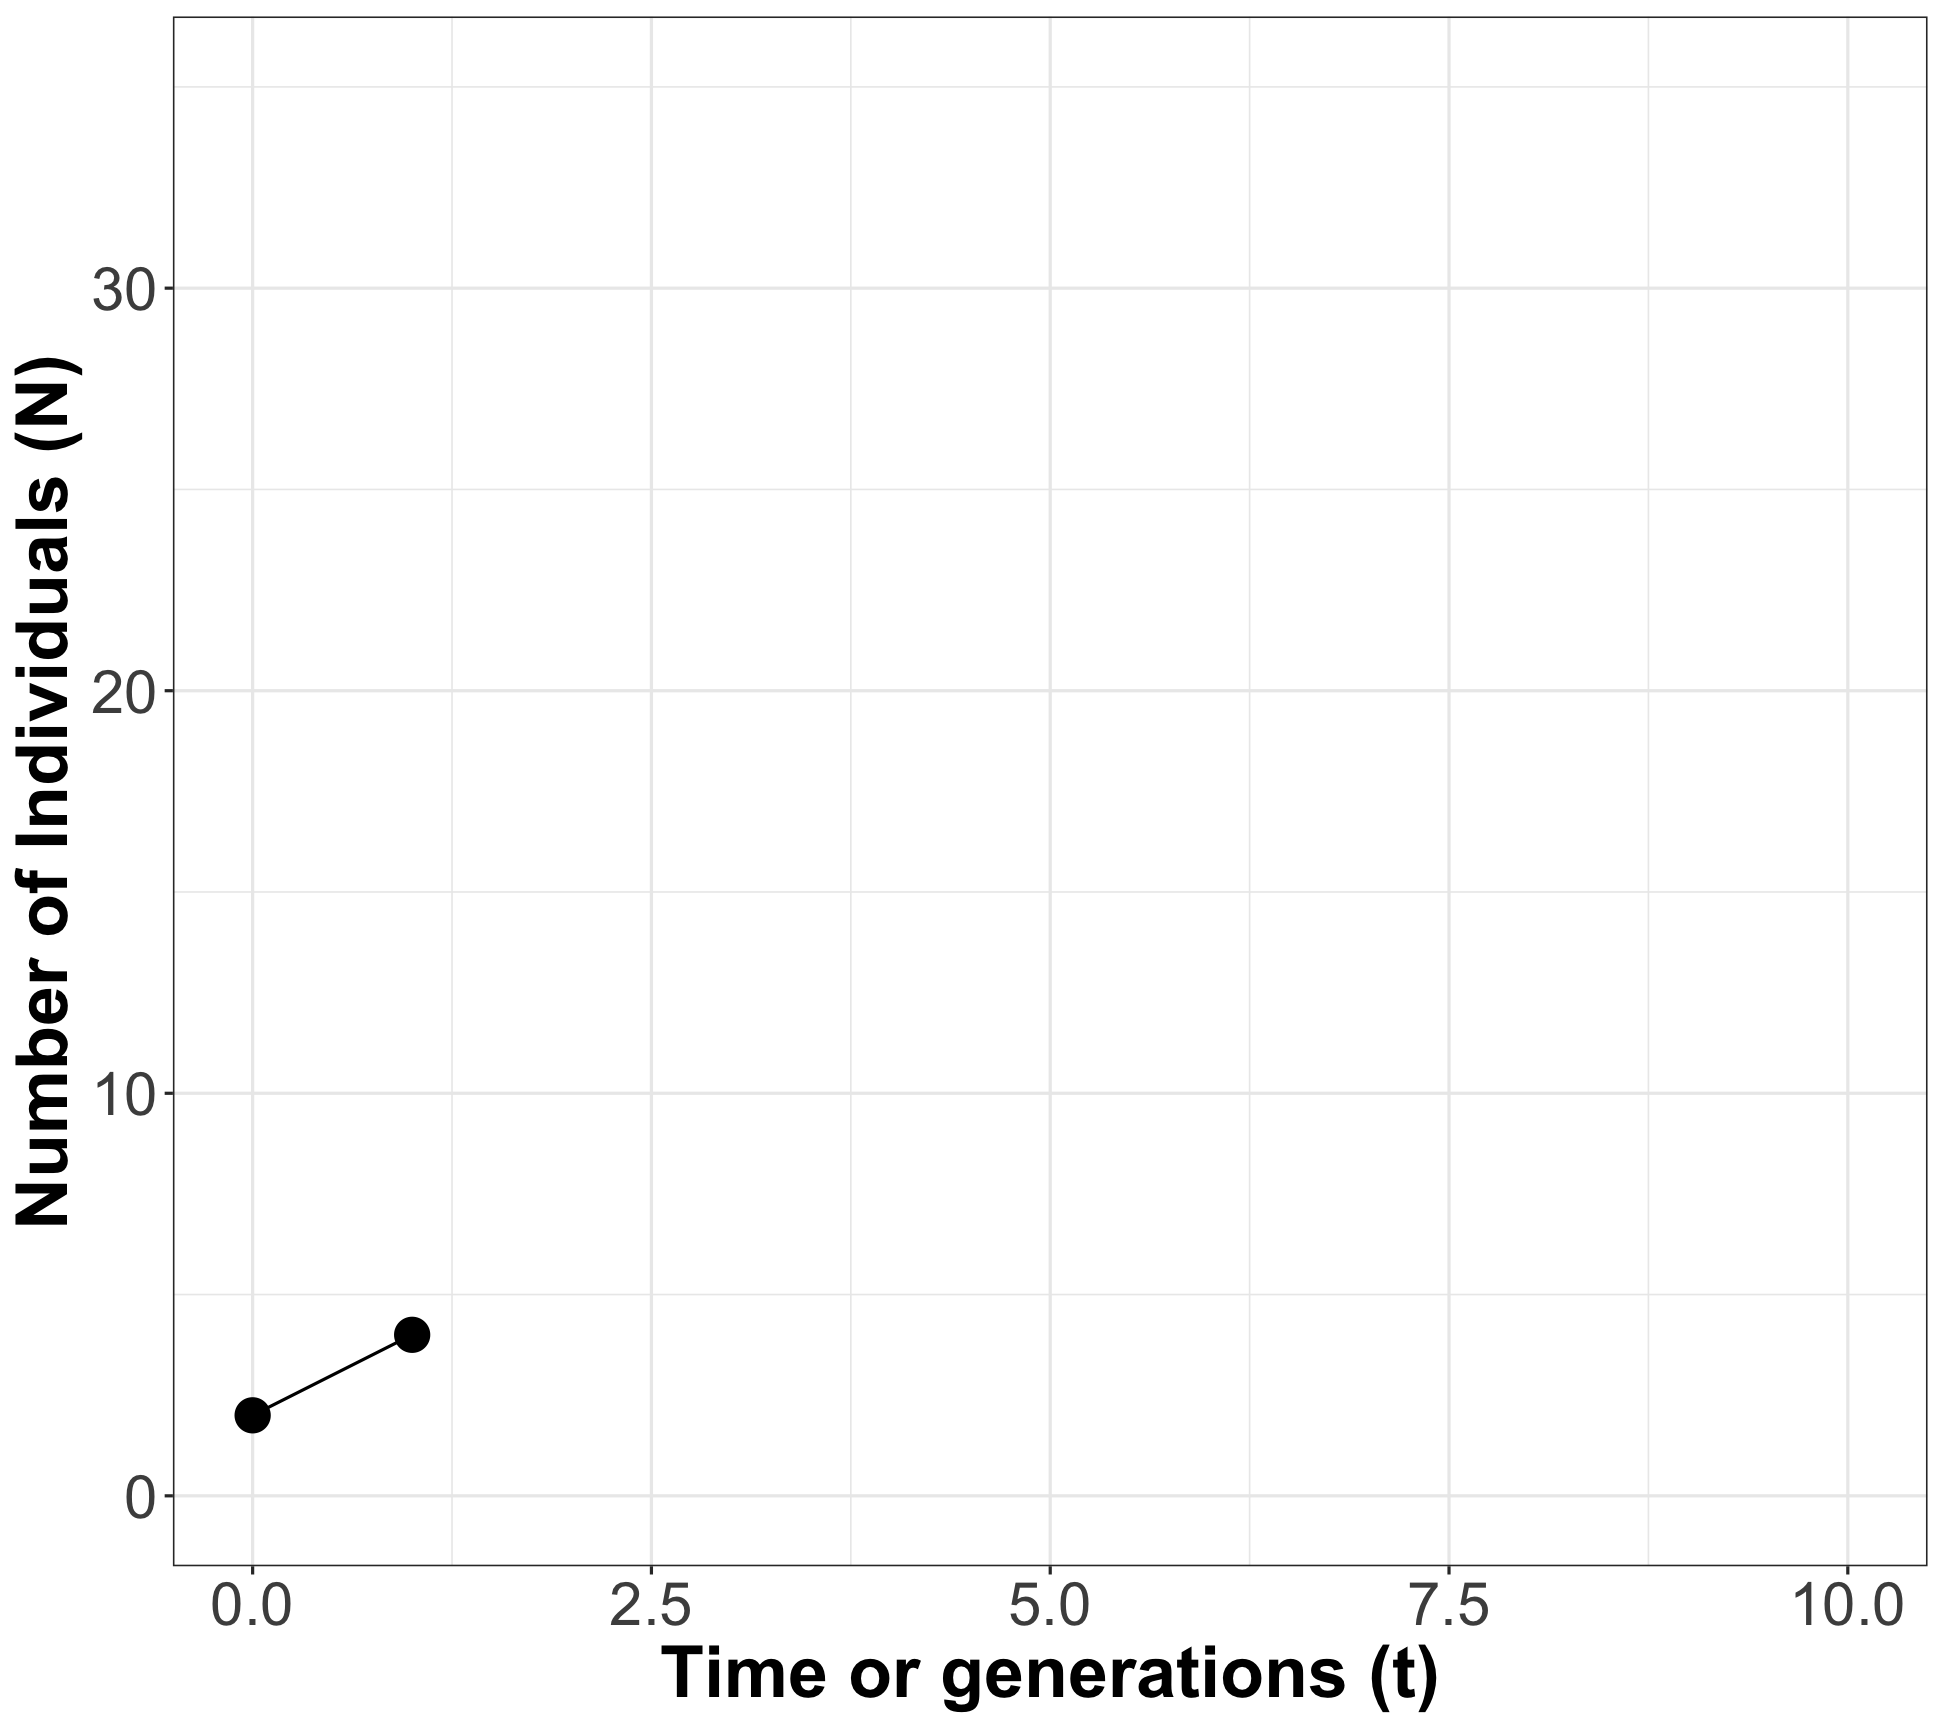 Number of Individuals (N)
30
20
10
0
0.0 2.5 5.0 7.5 10.0
Time or generations (t)